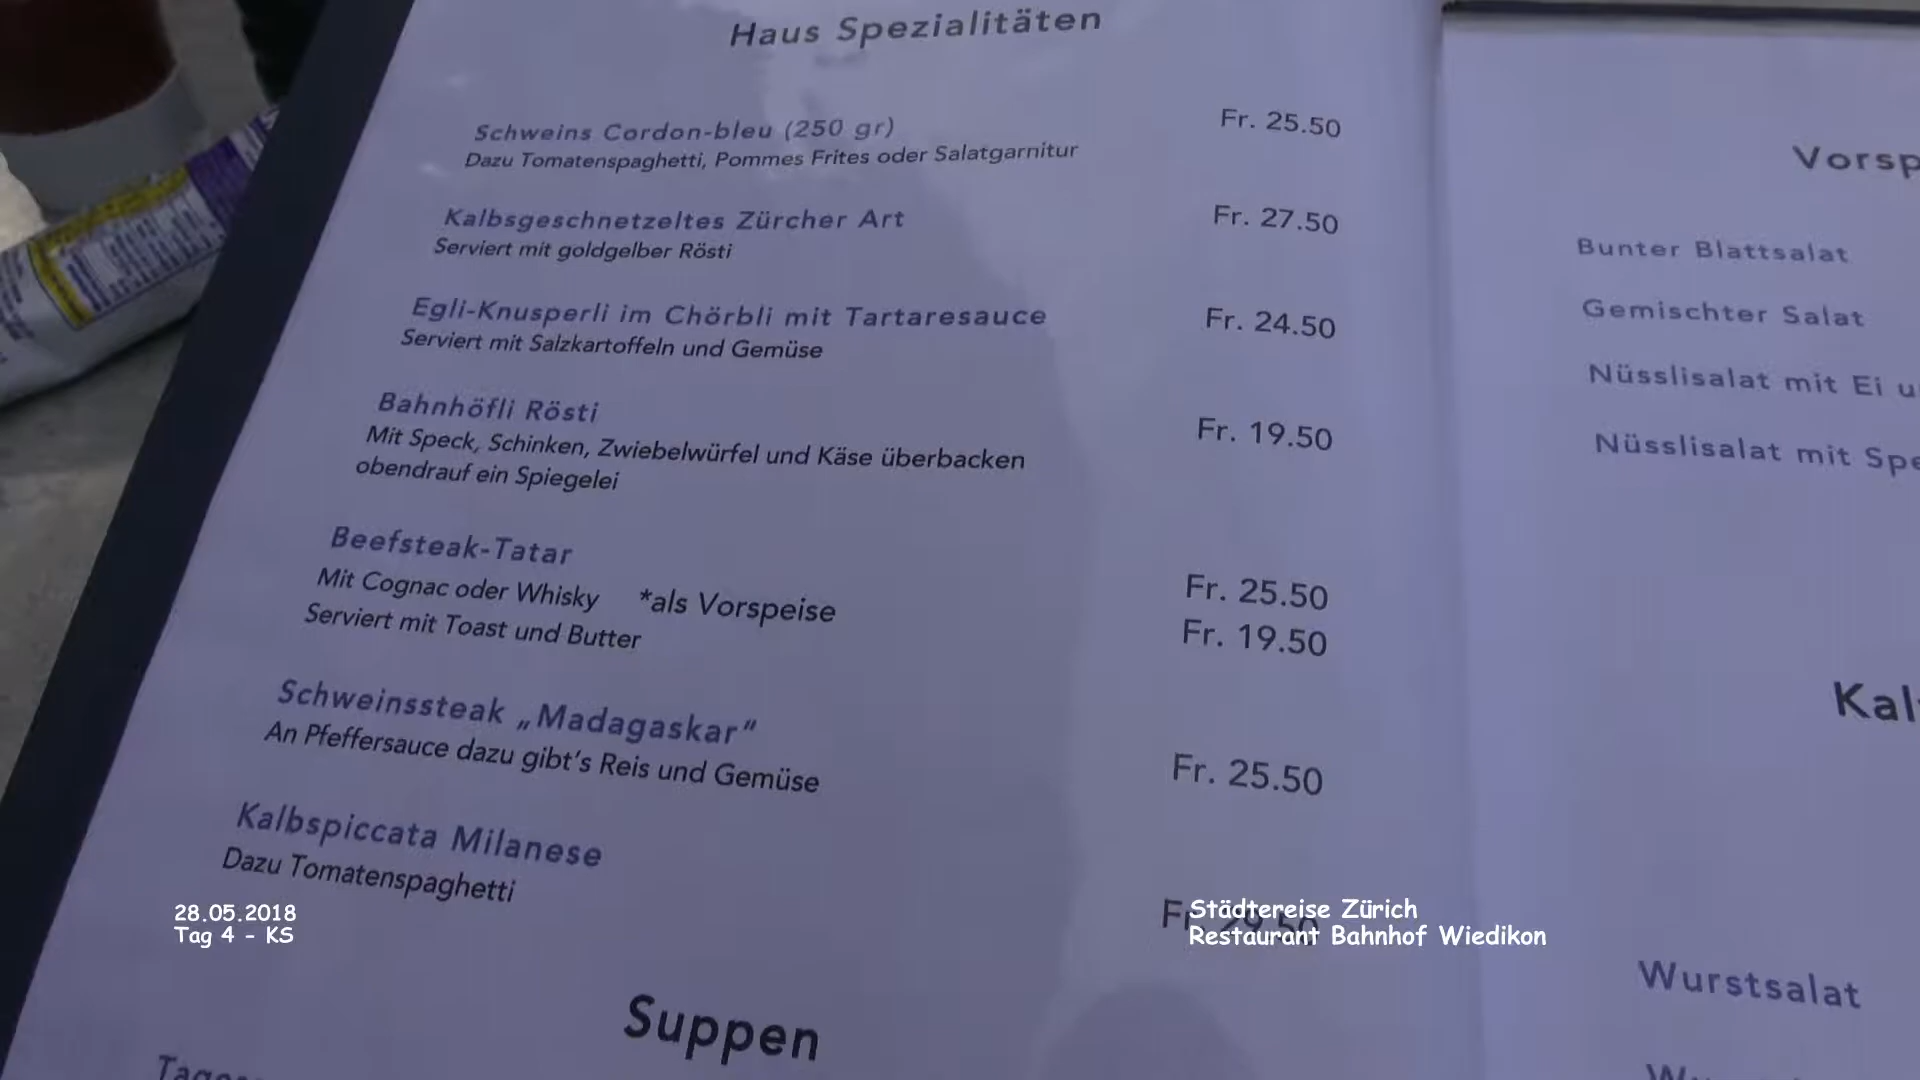 Haus Spezialitäten
Schweins Cordon-bleu (250 gr) Fr. 25.50
Dazu Tomatenspaghetti, Pommes Frites oder Salatgarnitur
Kalbsgeschnetzeltes Zürcher Art Fr. 27.50
Serviert mit goldgelber Rösti
Egli-Knusperli im Chörbli mit Tartaresauce Fr. 24.50
Serviert mit Salzkartoffeln und Gemüse
Bahnhöfli Rösti Fr. 19.50
Mit Speck, Schinken, Zwiebelwürfel und Käse überbacken
obendrauf ein Spiegelei
Beefsteak-Tatar Fr. 25.50
Mit Cognac oder Whisky *als Vorspeise Fr. 19.50
Serviert mit Toast und Butter
Schweinssteak „Madagaskar“ Fr. 25.50
An Pfeffersauce dazu gibt's Reis und Gemüse
Kalbspiccata Milanese
Dazu Tomatenspaghetti Fr. 29.50
Suppen
Vorsp
Bunter Blattsalat
Gemischter Salat
Nüsslisalat mit Ei u
Nüsslisalat mit Spe
Kal
Wurstsalat
28.05.2018
Tag 4 - KS
Städtereise Zürich
Restaurant Bahnhof Wiedikon